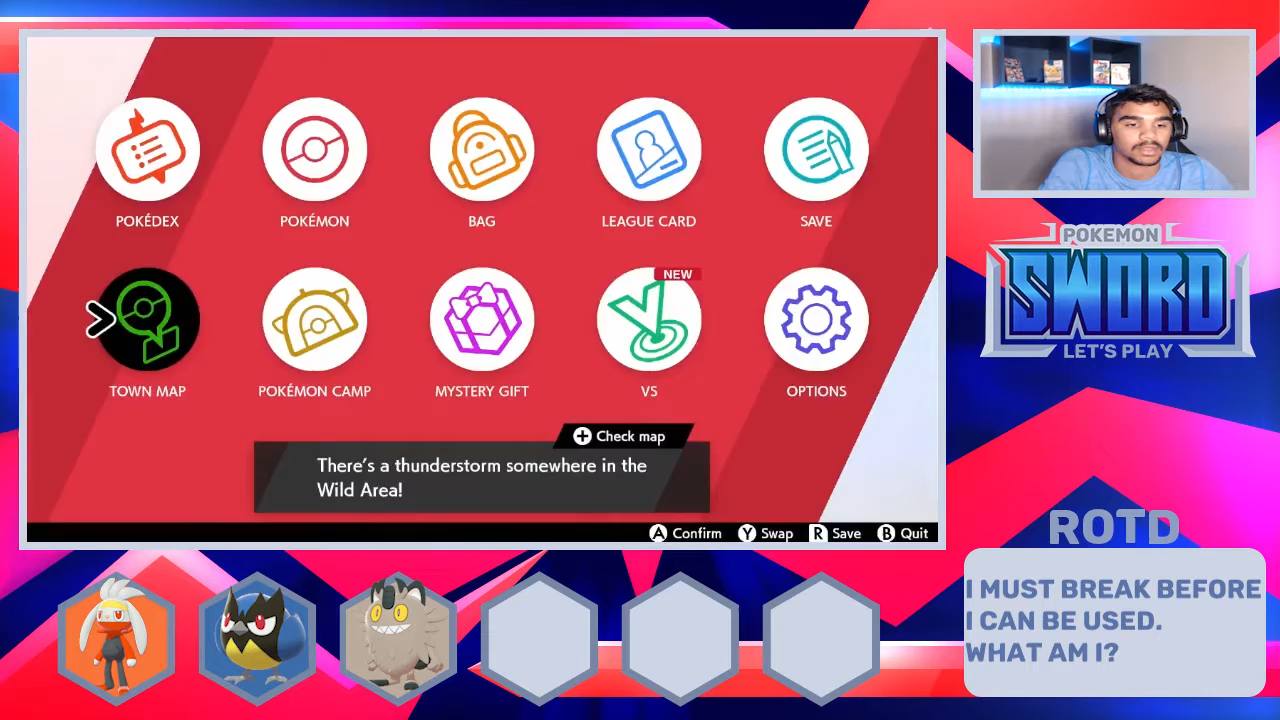 POKÉDEX
POKÉMON
BAG
LEAGUE CARD
SAVE
NEW
TOWN MAP
POKÉMON CAMP
MYSTERY GIFT
VS
OPTIONS
+ Check map
There's a thunderstorm somewhere in the
Wild Area!
A Confirm Y Swap R Save B Quit
POKEMON
SWORD
LET'S PLAY
ROTD
I MUST BREAK BEFORE
I CAN BE USED.
WHAT AM I?